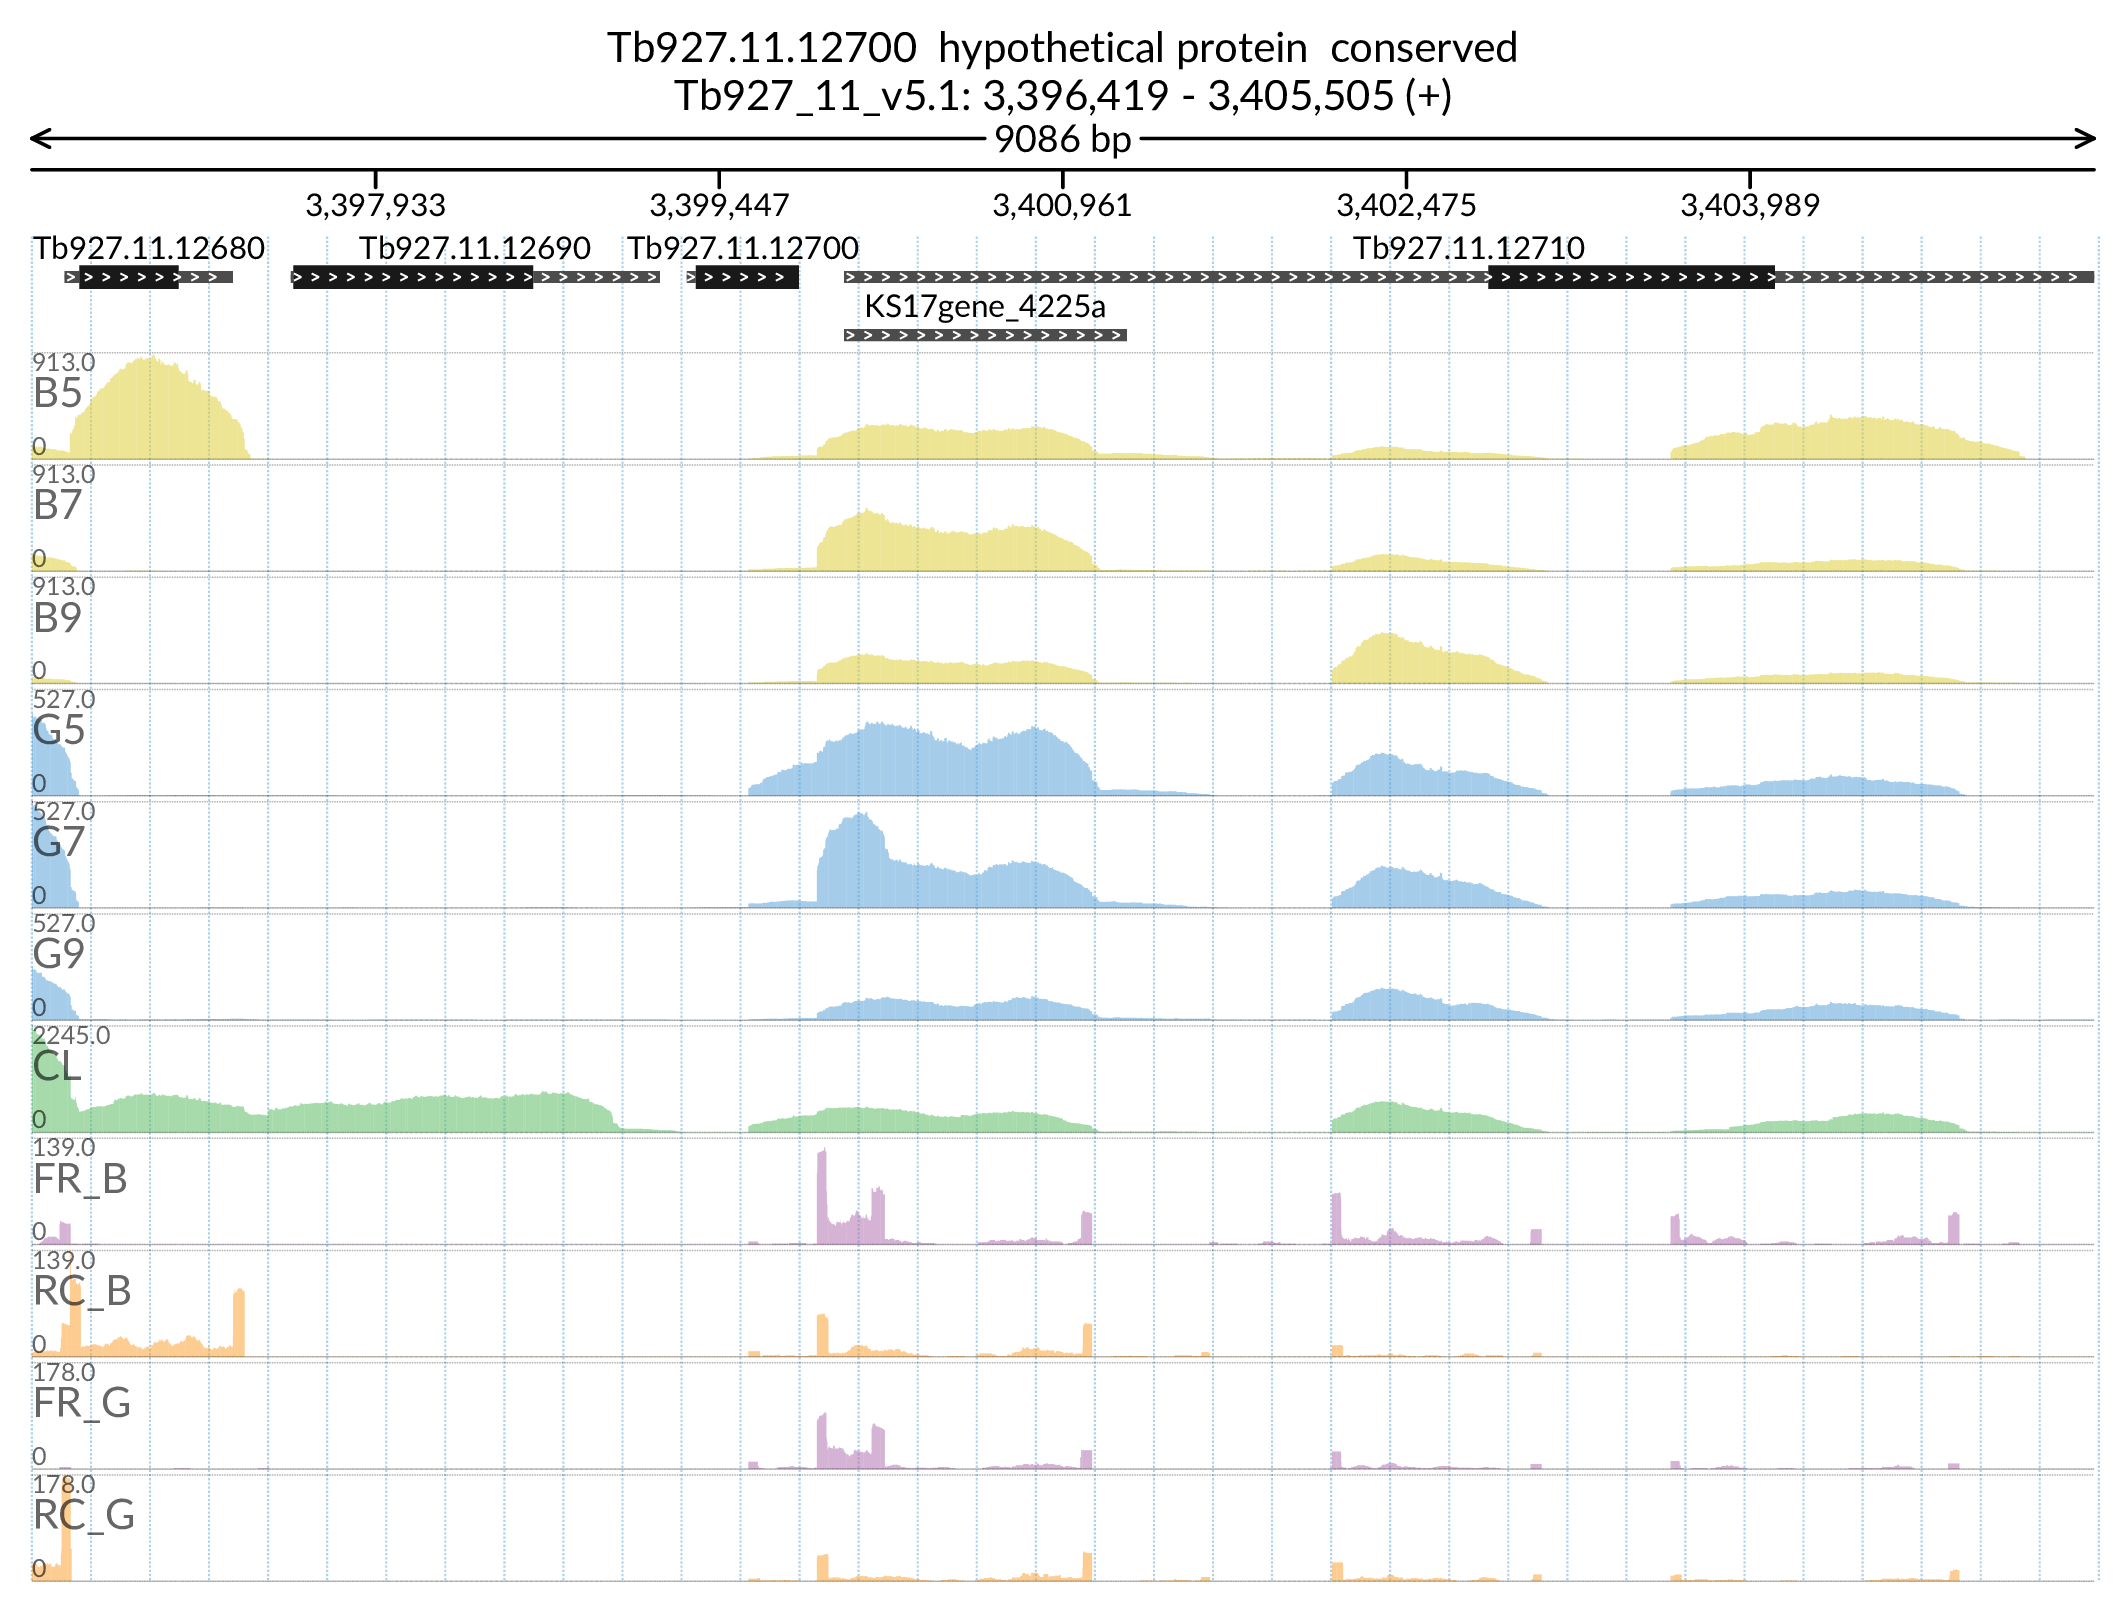 Tb927.11.12700  hypothetical protein  conserved
Tb927_11_v5.1: 3,396,419 - 3,405,505 (+)
9086 bp
3,397,933 3,399,447 3,400,961 3,402,475 3,403,989
Tb927.11.12680 Tb927.11.12690 Tb927.11.12700 Tb927.11.12710
KS17gene_4225a
913.0
B5
0
913.0
B7
0
913.0
B9
0
527.0
G5
0
527.0
G7
0
527.0
G9
0
2245.0
CL
0
139.0
FR_B
0
139.0
RC_B
0
178.0
FR_G
0
178.0
RC_G
0